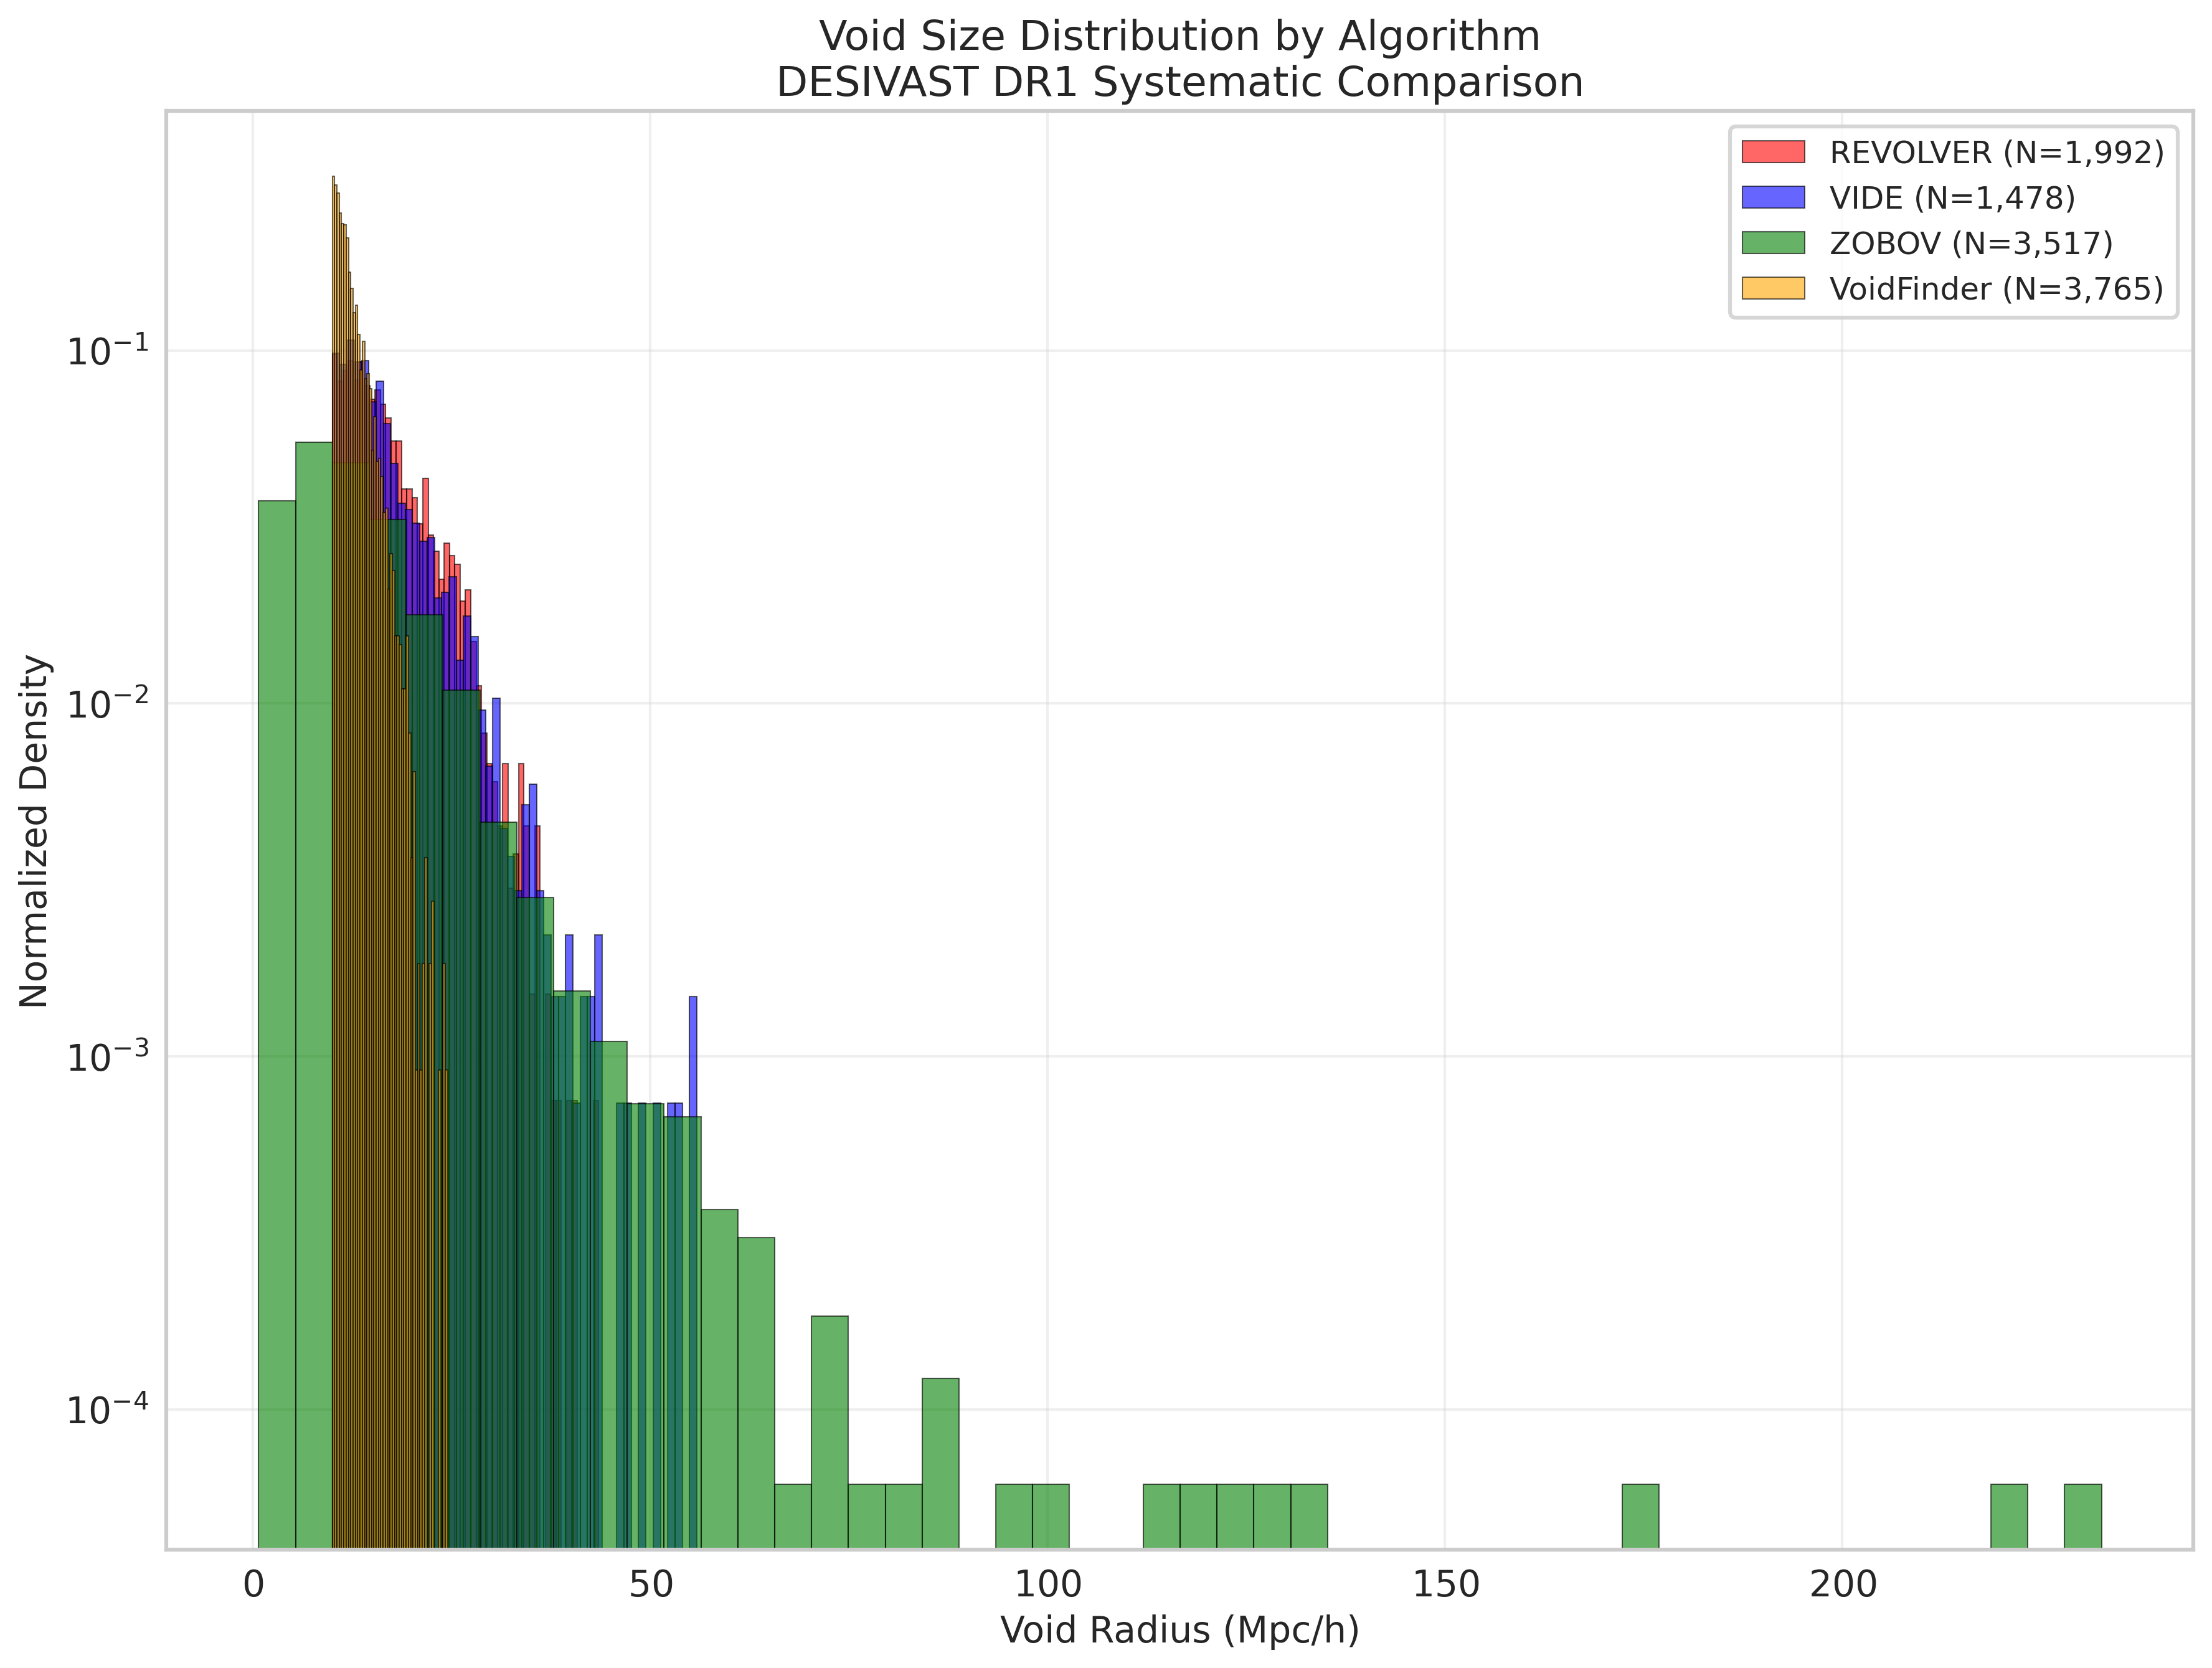 Void Size Distribution by Algorithm
DESIVAST DR1 Systematic Comparison
REVOLVER (N=1,992)
VIDE (N=1,478)
ZOBOV (N=3,517)
VoidFinder (N=3,765)
Normalized Density
10⁻¹
10⁻²
10⁻³
10⁻⁴
0 50 100 150 200
Void Radius (Mpc/h)